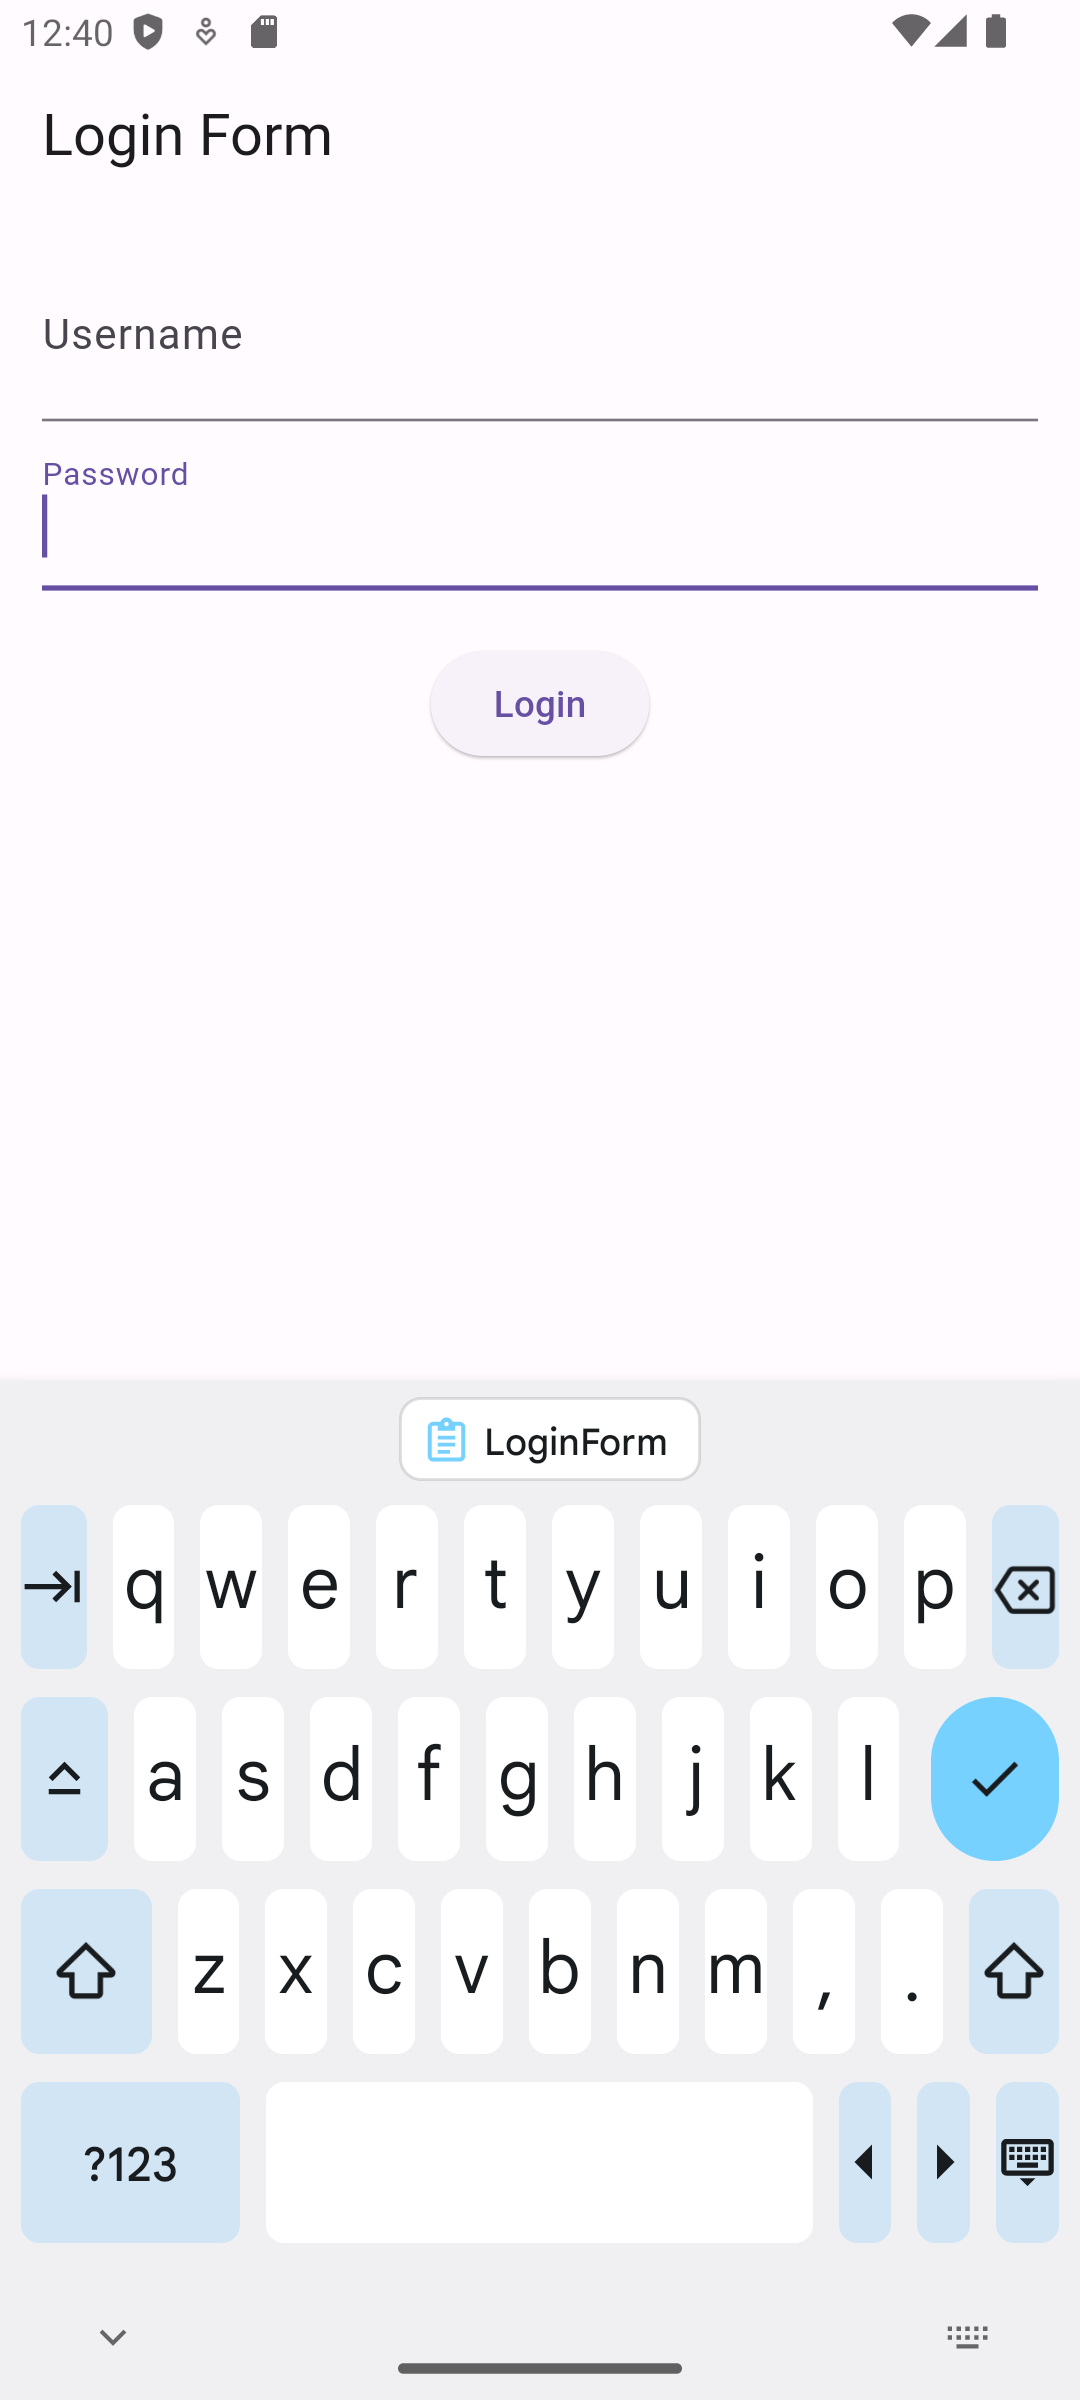 12:40
Login Form
Username
Password
Login
LoginForm
q w e r t y u i o p
a s d f g h j k l
z x c v b n m , .
?123